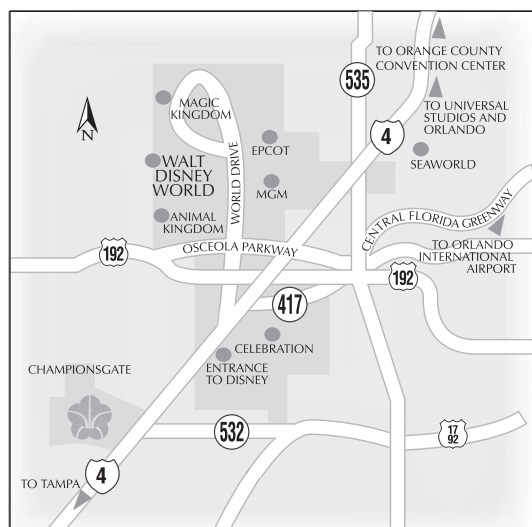 TO ORANGE COUNTY
CONVENTION CENTER
535
TO UNIVERSAL
STUDIOS AND
ORLANDO
MAGIC
KINGDOM
4
N
EPCOT
SEAWORLD
WALT
DISNEY
WORLD
WORLD DRIVE
MGM
ANIMAL
KINGDOM
CENTRAL FLORIDA GREENWAY
OSCEOLA PARKWAY
192
TO ORLANDO
INTERNATIONAL
AIRPORT
192
417
CELEBRATION
ENTRANCE
TO DISNEY
CHAMPIONSGATE
532
17
92
4
TO TAMPA